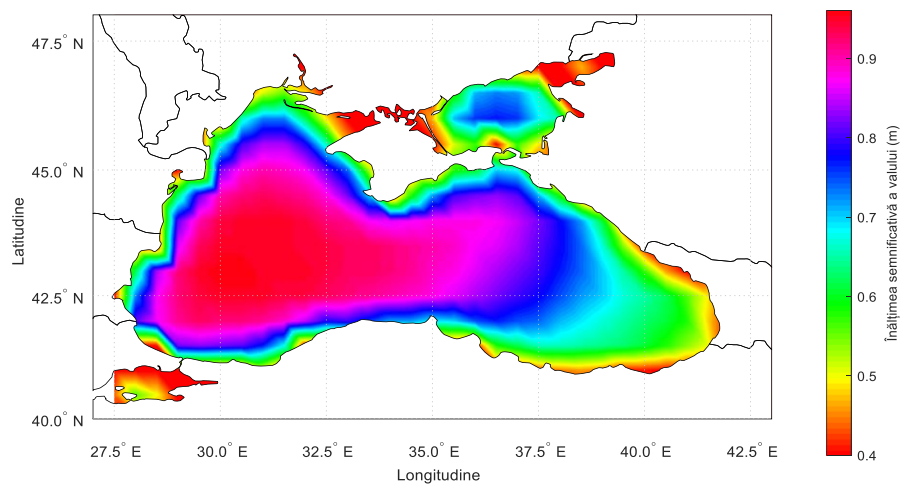 47.5° N
45.0° N
42.5° N
40.0° N
Latitudine
27.5° E 30.0° E 32.5° E 35.0° E 37.5° E 40.0° E 42.5° E
Longitudine
0.9
0.8
0.7
0.6
0.5
0.4
Înălțimea semnificativă a valului (m)